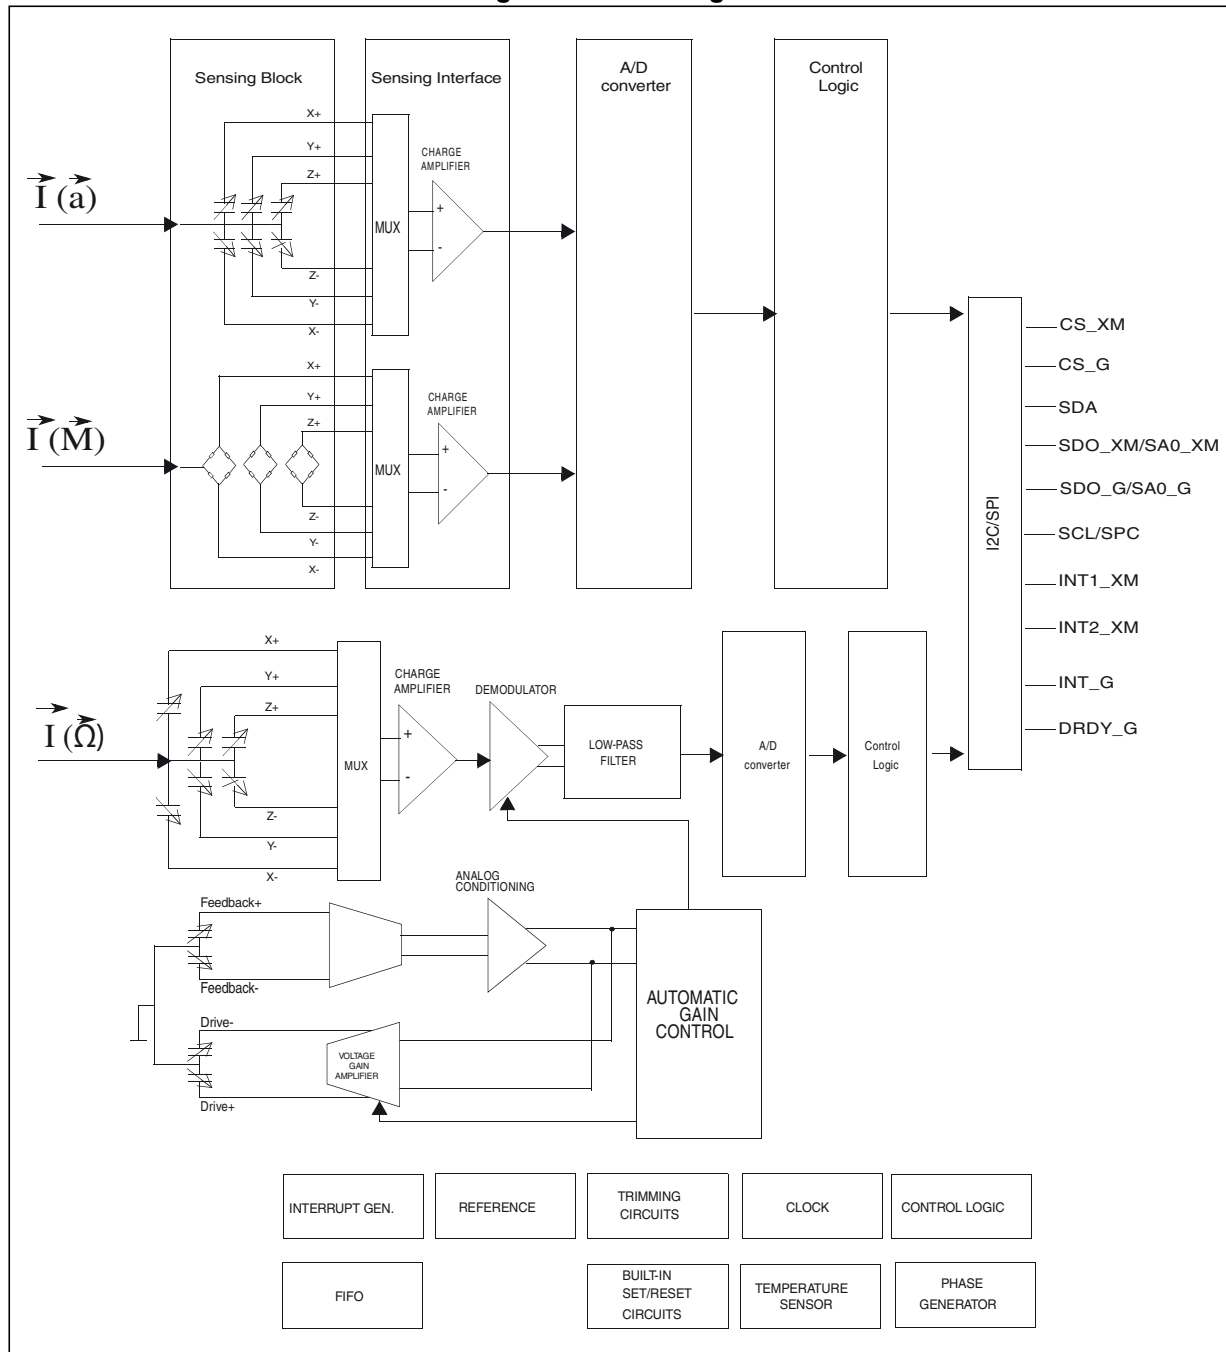 Sensing Block
Sensing Interface
A/D
converter
Control
Logic
X+
Y+
Z+
CHARGE
AMPLIFIER
I (a)
+
MUX
-
Z-
Y-
X-
X+
Y+
Z+
CHARGE
AMPLIFIER
I (M)
+
MUX
-
Z-
Y-
X-
I2C/SPI
CS_XM
CS_G
SDA
SDO_XM/SA0_XM
SDO_G/SA0_G
SCL/SPC
INT1_XM
INT2_XM
INT_G
DRDY_G
X+
Y+
Z+
CHARGE
AMPLIFIER
DEMODULATOR
I (Ω)
+
MUX
-
LOW-PASS
FILTER
A/D
converter
Control
Logic
Z-
Y-
X-
ANALOG
CONDITIONING
Feedback+
Feedback-
AUTOMATIC
GAIN
CONTROL
Drive-
VOLTAGE
GAIN
AMPLIFIER
Drive+
INTERRUPT GEN.
REFERENCE
TRIMMING
CIRCUITS
CLOCK
CONTROL LOGIC
FIFO
BUILT-IN
SET/RESET
CIRCUITS
TEMPERATURE
SENSOR
PHASE
GENERATOR